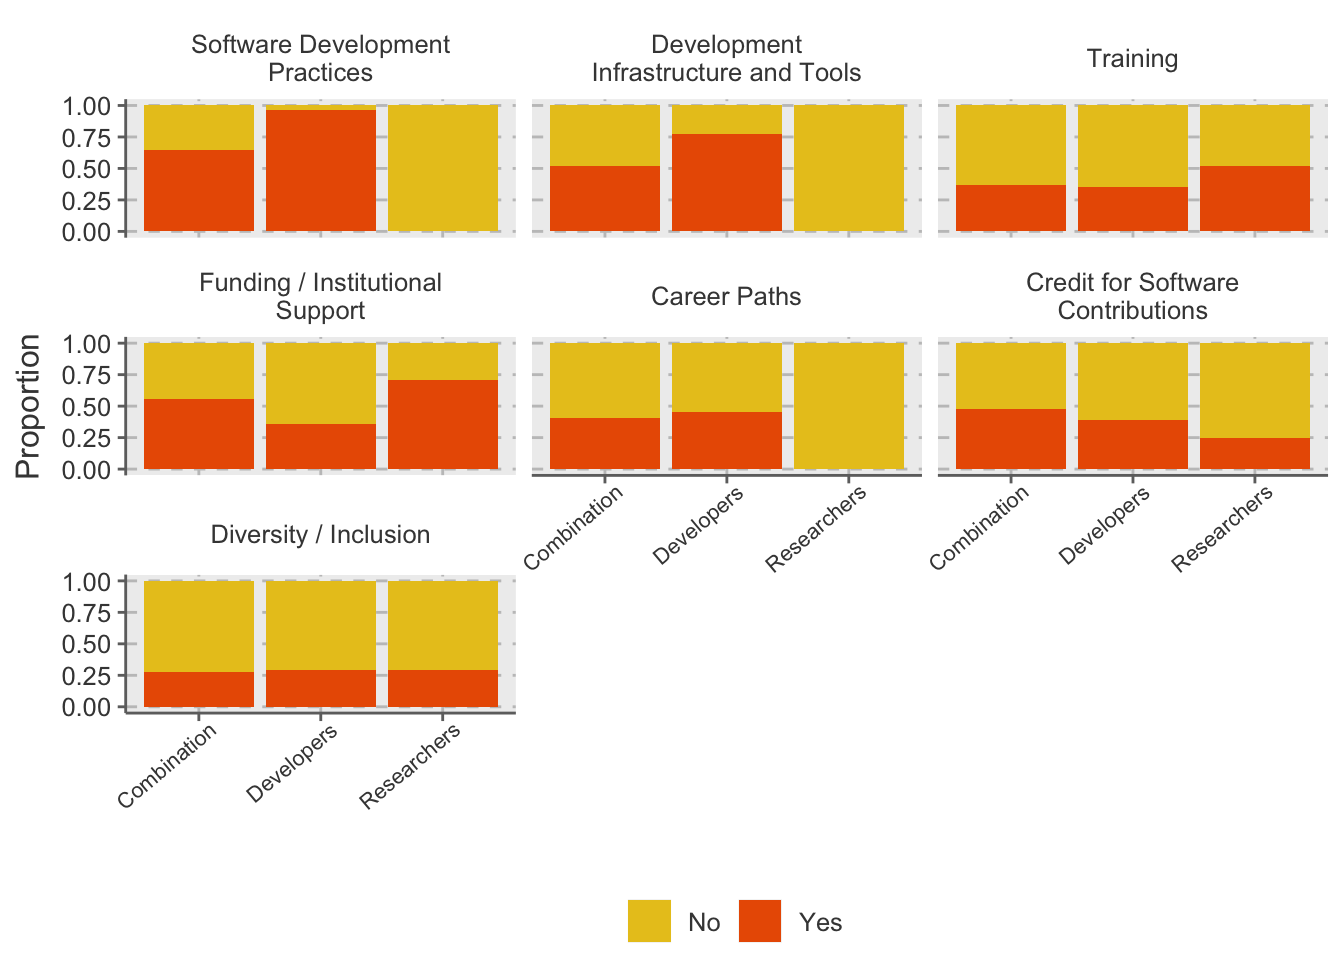 Software Development
Practices
Development
Infrastructure and Tools
Training
1.00
0.75
0.50
0.25
0.00
Funding / Institutional
Support
Career Paths
Credit for Software
Contributions
Proportion
1.00
0.75
0.50
0.25
0.00
Combination
Developers
Researchers
Combination
Developers
Researchers
Diversity / Inclusion
1.00
0.75
0.50
0.25
0.00
Combination
Developers
Researchers
No
Yes